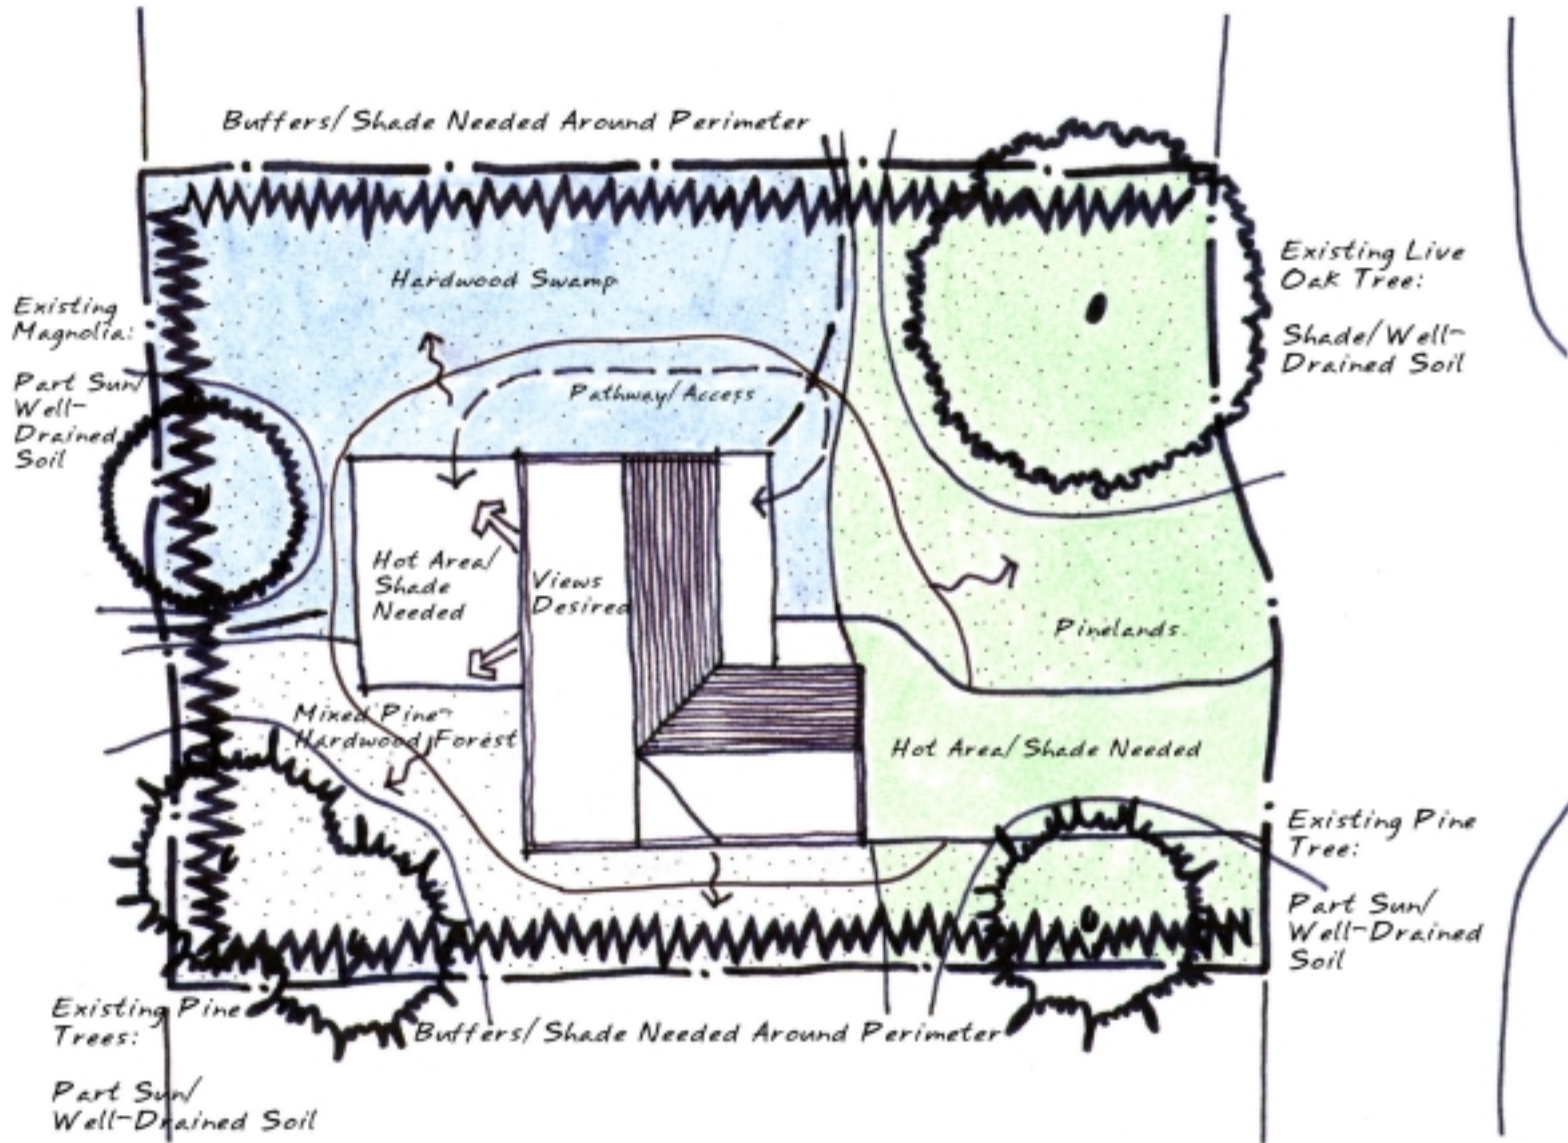 Buffers/ Shade Needed Around Perimeter
Hardwood Swamp
Existing Live
Oak Tree:
Shade/ Well-
Drained Soil
Existing
Magnolia:
Part Sun/
Well-
Drained
Soil
Pathway/ Access
Hot Area/
Shade
Needed
Views
Desired
Pinelands
Mixed Pine-
Hardwood Forest
Hot Area/ Shade Needed
Existing Pine
Tree:
Part Sun/
Well-Drained
Soil
Existing Pine
Trees:
Part Sun/
Well-Drained Soil
Buffers/ Shade Needed Around Perimeter